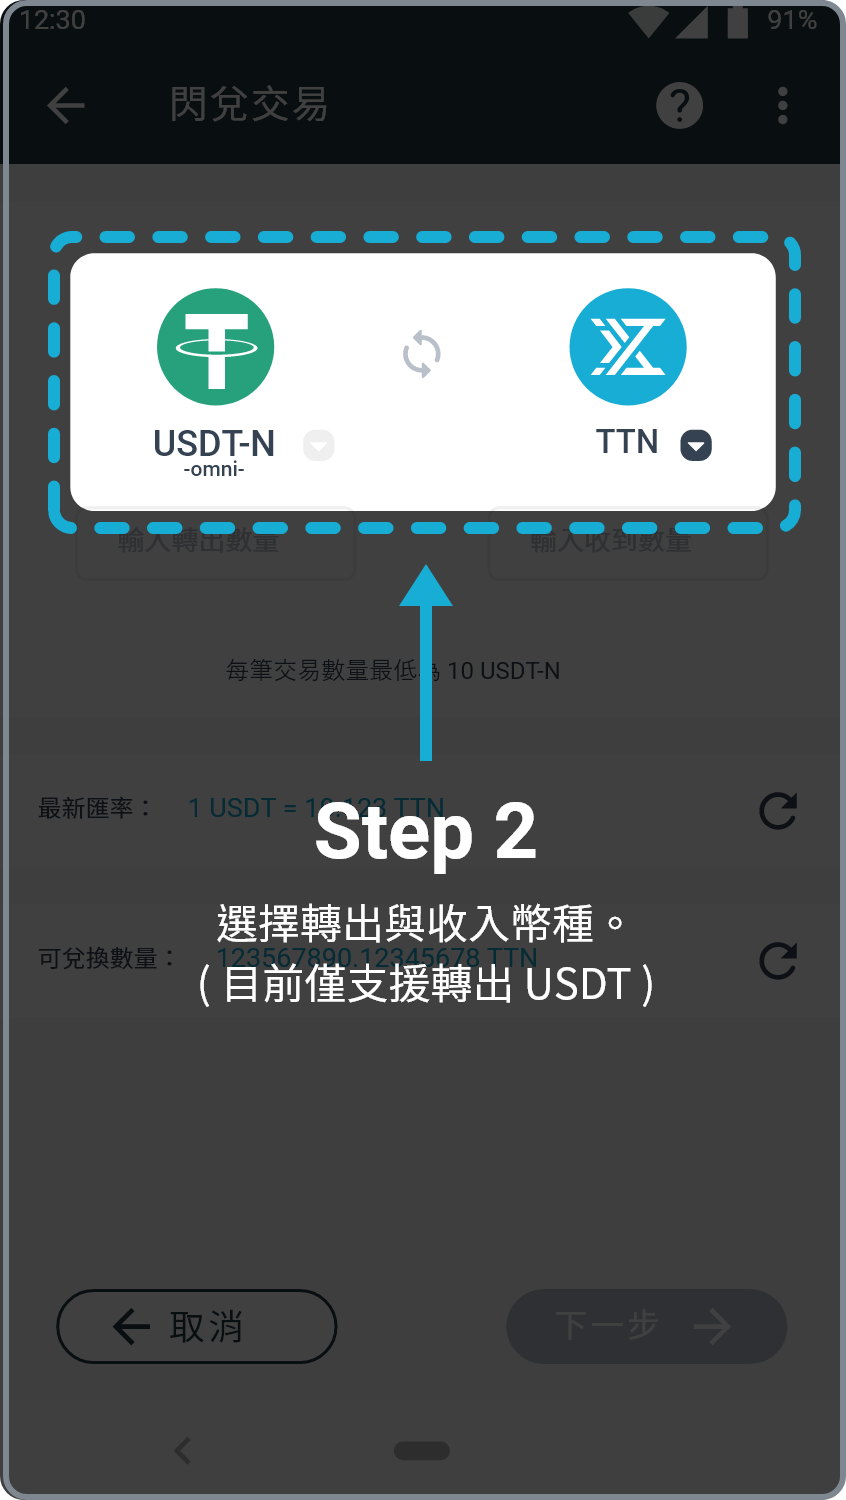 12:30
91%
閃兌交易
USDT-N
-omni-
TTN
輸入轉出數量
輸入收到數量
每筆交易數量最低為 10 USDT-N
最新匯率：
1 USDT = 10.123 TTN
Step 2
選擇轉出與收入幣種。
可兌換數量：
123567890.12345678 TTN
( 目前僅支援轉出 USDT )
取消
下一步